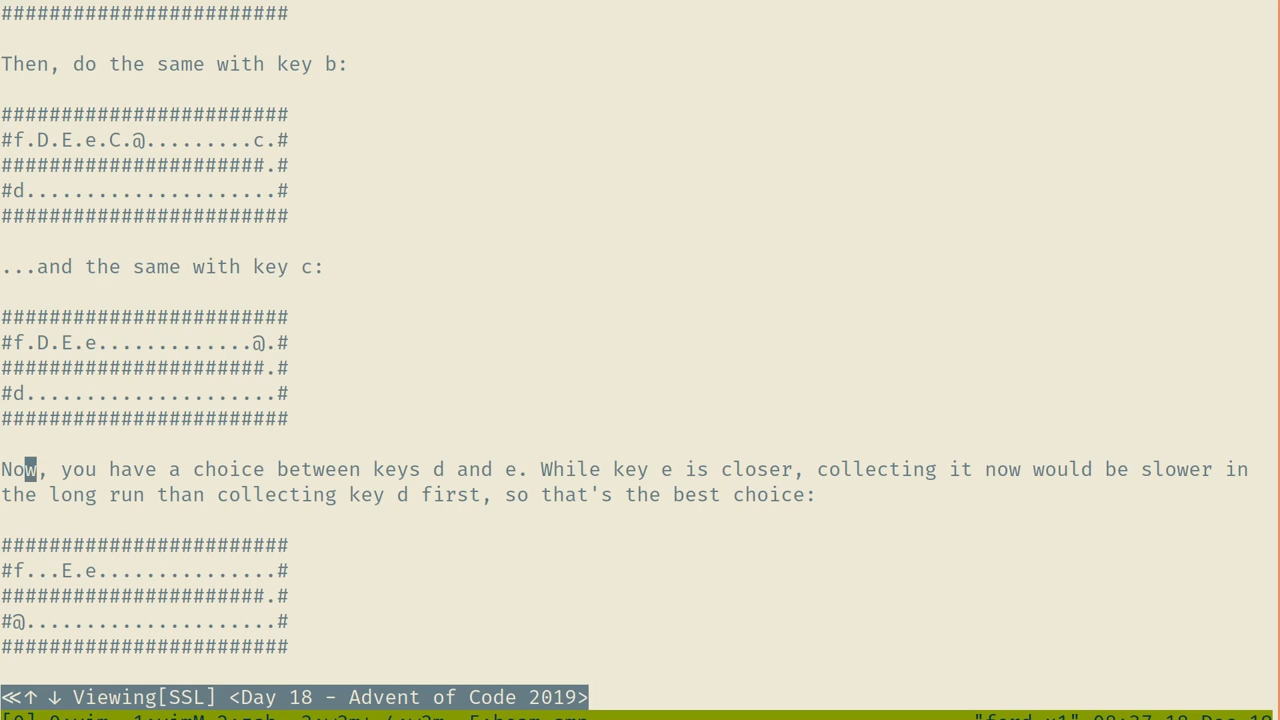 ########################
Then, do the same with key b:
########################
#f.D.E.e.C.@.........c.#
######################.#
#d.....................#
########################
...and the same with key c:
########################
#f.D.E.e.............@.#
######################.#
#d.....................#
########################
Now, you have a choice between keys d and e. While key e is closer, collecting it now would be slower in
the long run than collecting key d first, so that's the best choice:
########################
#f...E.e...............#
######################.#
#@.....................#
########################
≪↑ ↓ Viewing[SSL] <Day 18 - Advent of Code 2019>